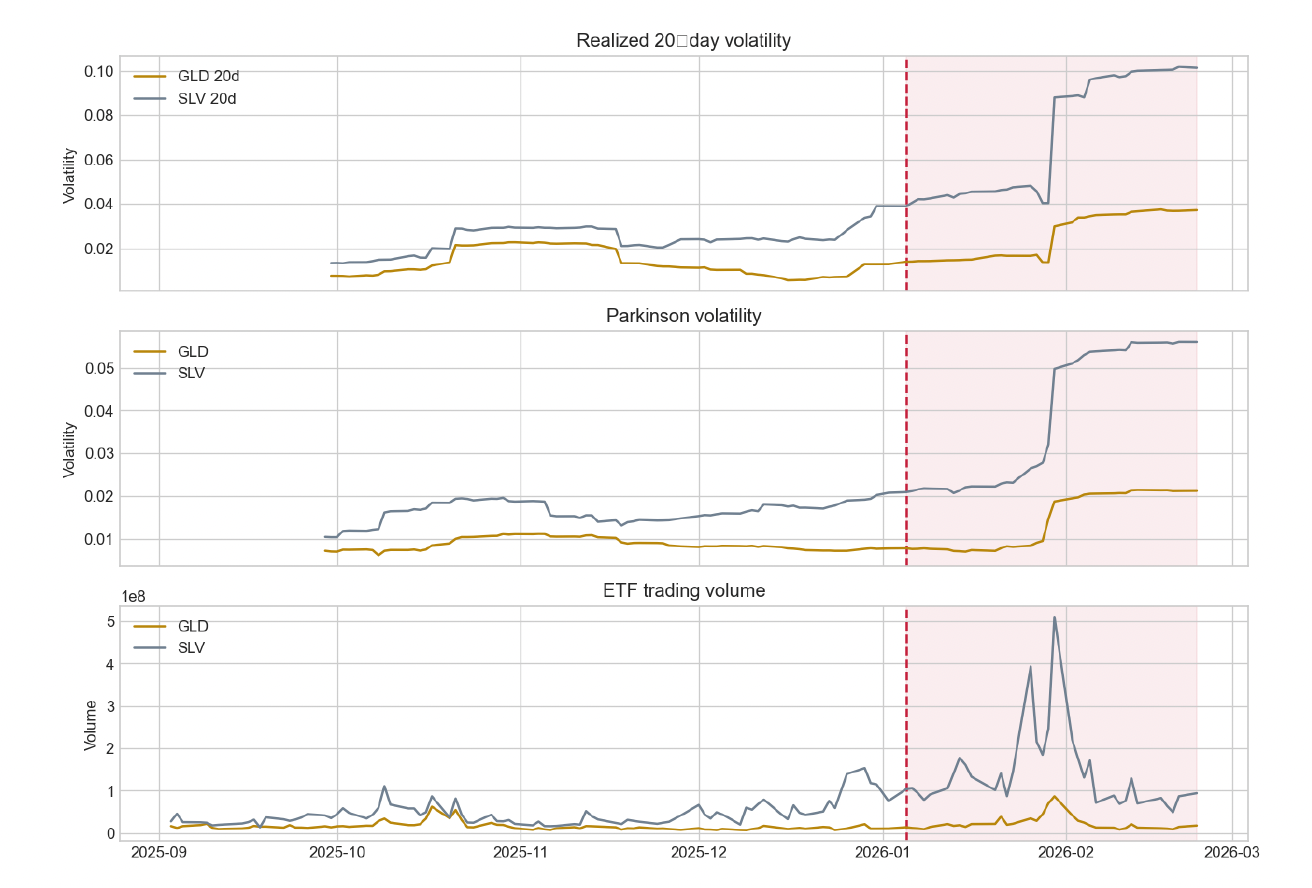 Realized 20□day volatility
GLD 20d
SLV 20d
Volatility
0.10
0.08
0.06
0.04
0.02
Parkinson volatility
GLD
SLV
Volatility
0.05
0.04
0.03
0.02
0.01
ETF trading volume
1e8
GLD
SLV
Volume
5
4
3
2
1
0
2025-09
2025-10
2025-11
2025-12
2026-01
2026-02
2026-03